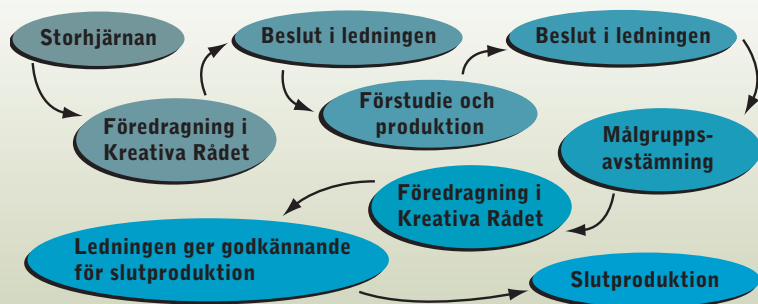 Storhjärnan
Föredragning i
Kreativa Rådet
Beslut i ledningen
Förstudie och
produktion
Beslut i ledningen
Målgrupps-
avstämning
Föredragning i
Kreativa Rådet
Ledningen ger godkännande
för slutproduktion
Slutproduktion